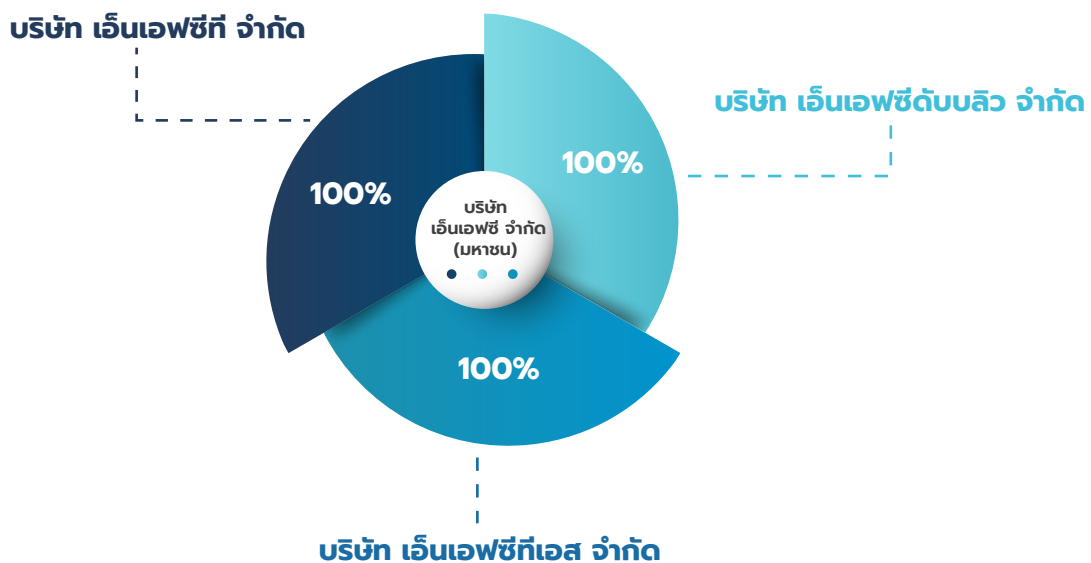 บริษัท เอ็นเอฟซีที จำกัด
บริษัท เอ็นเอฟซีดับบลิว จำกัด
100%
100%
บริษัท
เอ็นเอฟซี จำกัด
(มหาชน)
100%
บริษัท เอ็นเอฟซีทีเอส จำกัด